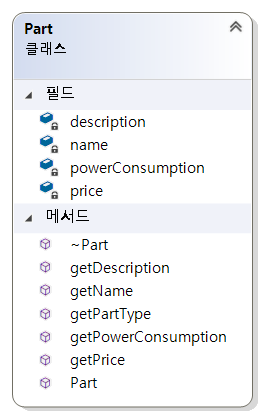 Part
클래스
필드
description
name
powerConsumption
price
메서드
~Part
getDescription
getName
getPartType
getPowerConsumption
getPrice
Part